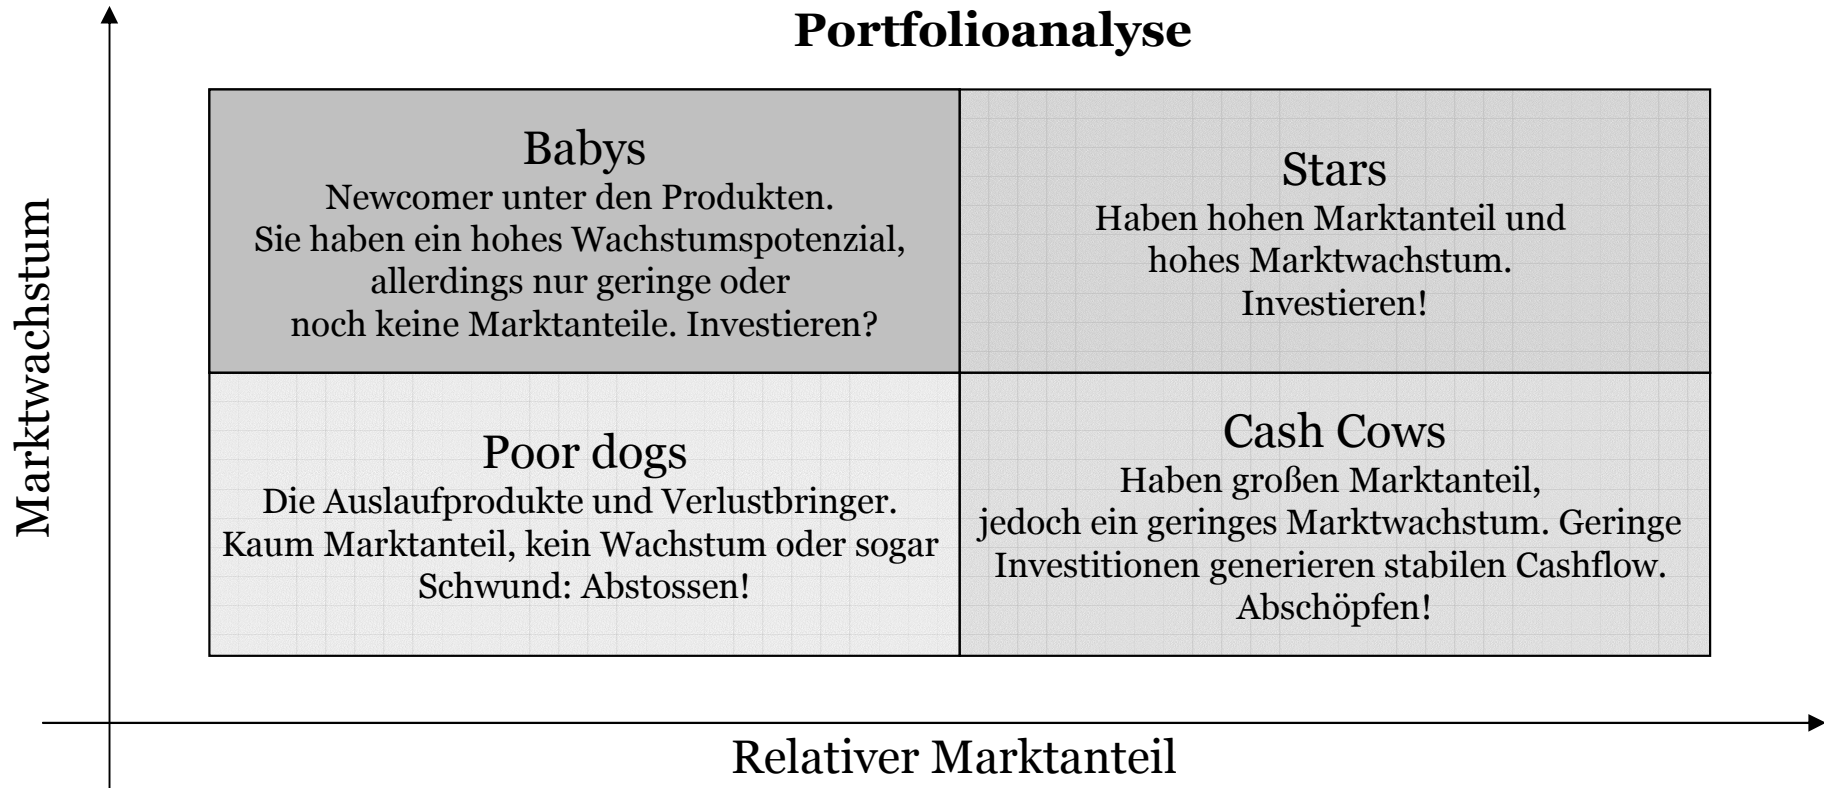 Portfolioanalyse
Marktwachstum
Babys
Newcomer unter den Produkten.
Sie haben ein hohes Wachstumspotenzial,
allerdings nur geringe oder
noch keine Marktanteile. Investieren?
Stars
Haben hohen Marktanteil und
hohes Marktwachstum.
Investieren!
Poor dogs
Die Auslaufprodukte und Verlustbringer.
Kaum Marktanteil, kein Wachstum oder sogar
Schwund: Abstossen!
Cash Cows
Haben großen Marktanteil,
jedoch ein geringes Marktwachstum. Geringe
Investitionen generieren stabilen Cashflow.
Abschöpfen!
Relativer Marktanteil